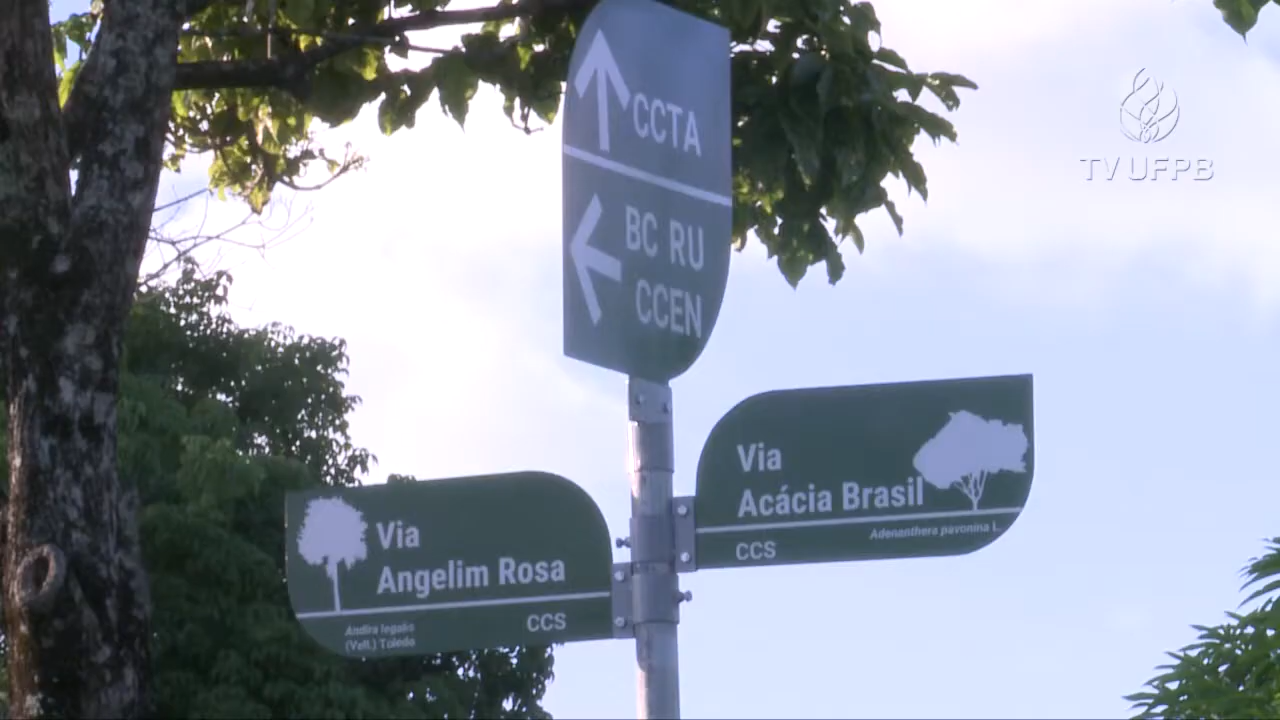 CCTA
BC RU
CCEN
TV UFPB
Via
Acácia Brasil
Adenanthera pavonina L.
CCS
Via
Angelim Rosa
CCS
Andira legalis
(Vell.) Toledo